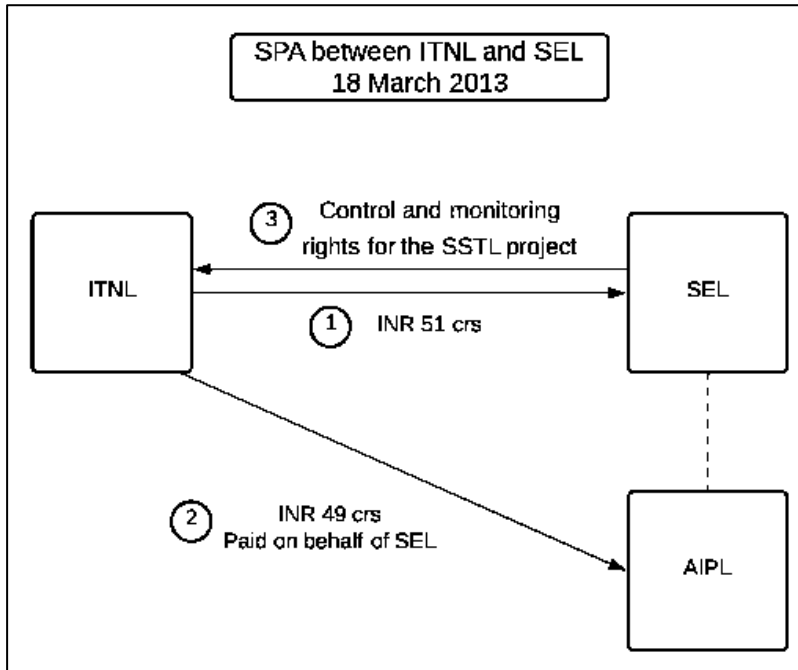 SPA between ITNL and SEL
18 March 2013
3
Control and monitoring
rights for the SSTL project
ITNL
SEL
1
INR 51 crs
2
INR 49 crs
Paid on behalf of SEL
AIPL